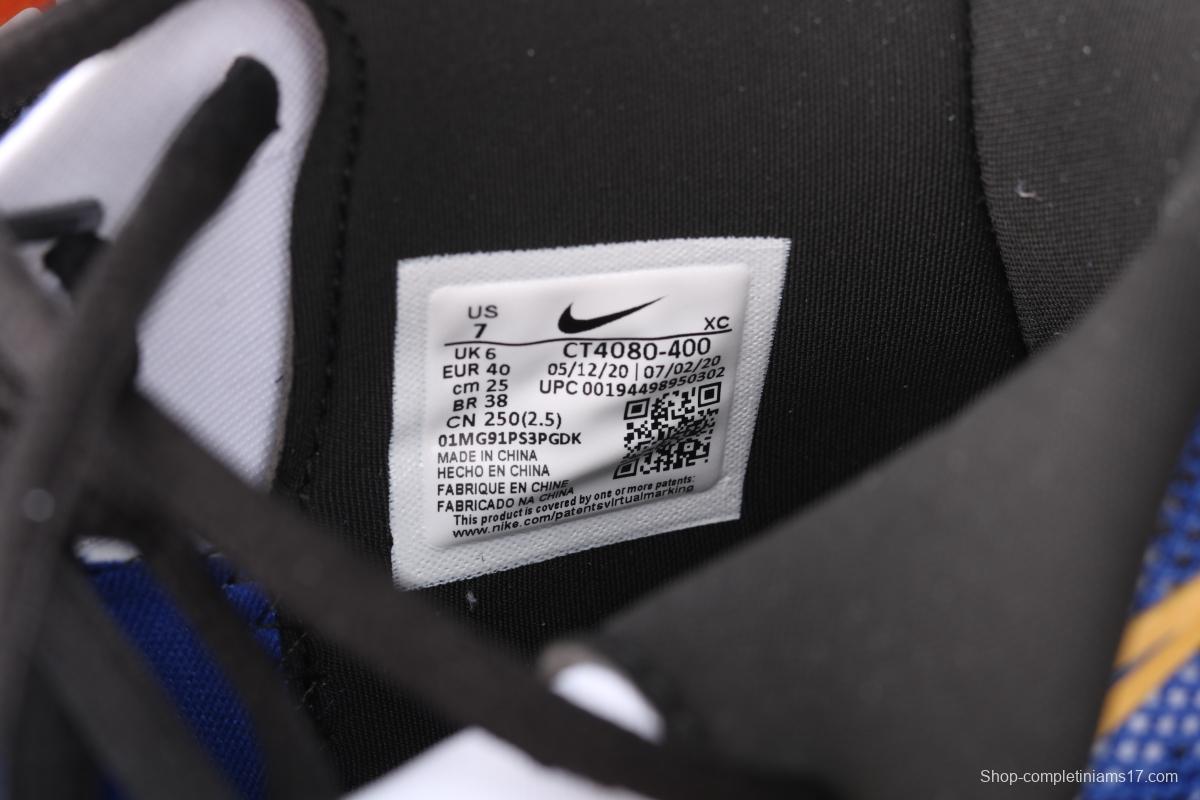 US
7
XC
UK 6
CT4080-400
EUR 40
05/12/20 | 07/02/20
cm 25
UPC 00194498950302
BR 38
CN 250(2.5)
01MG91PS3PGDK
MADE IN CHINA
HECHO EN CHINA
FABRIQUE EN CHINE
FABRICADO NA CHINA
This product is covered by one or more patents:
www.nike.com/patentsvirtualmarking
Shop-completiniams17.com